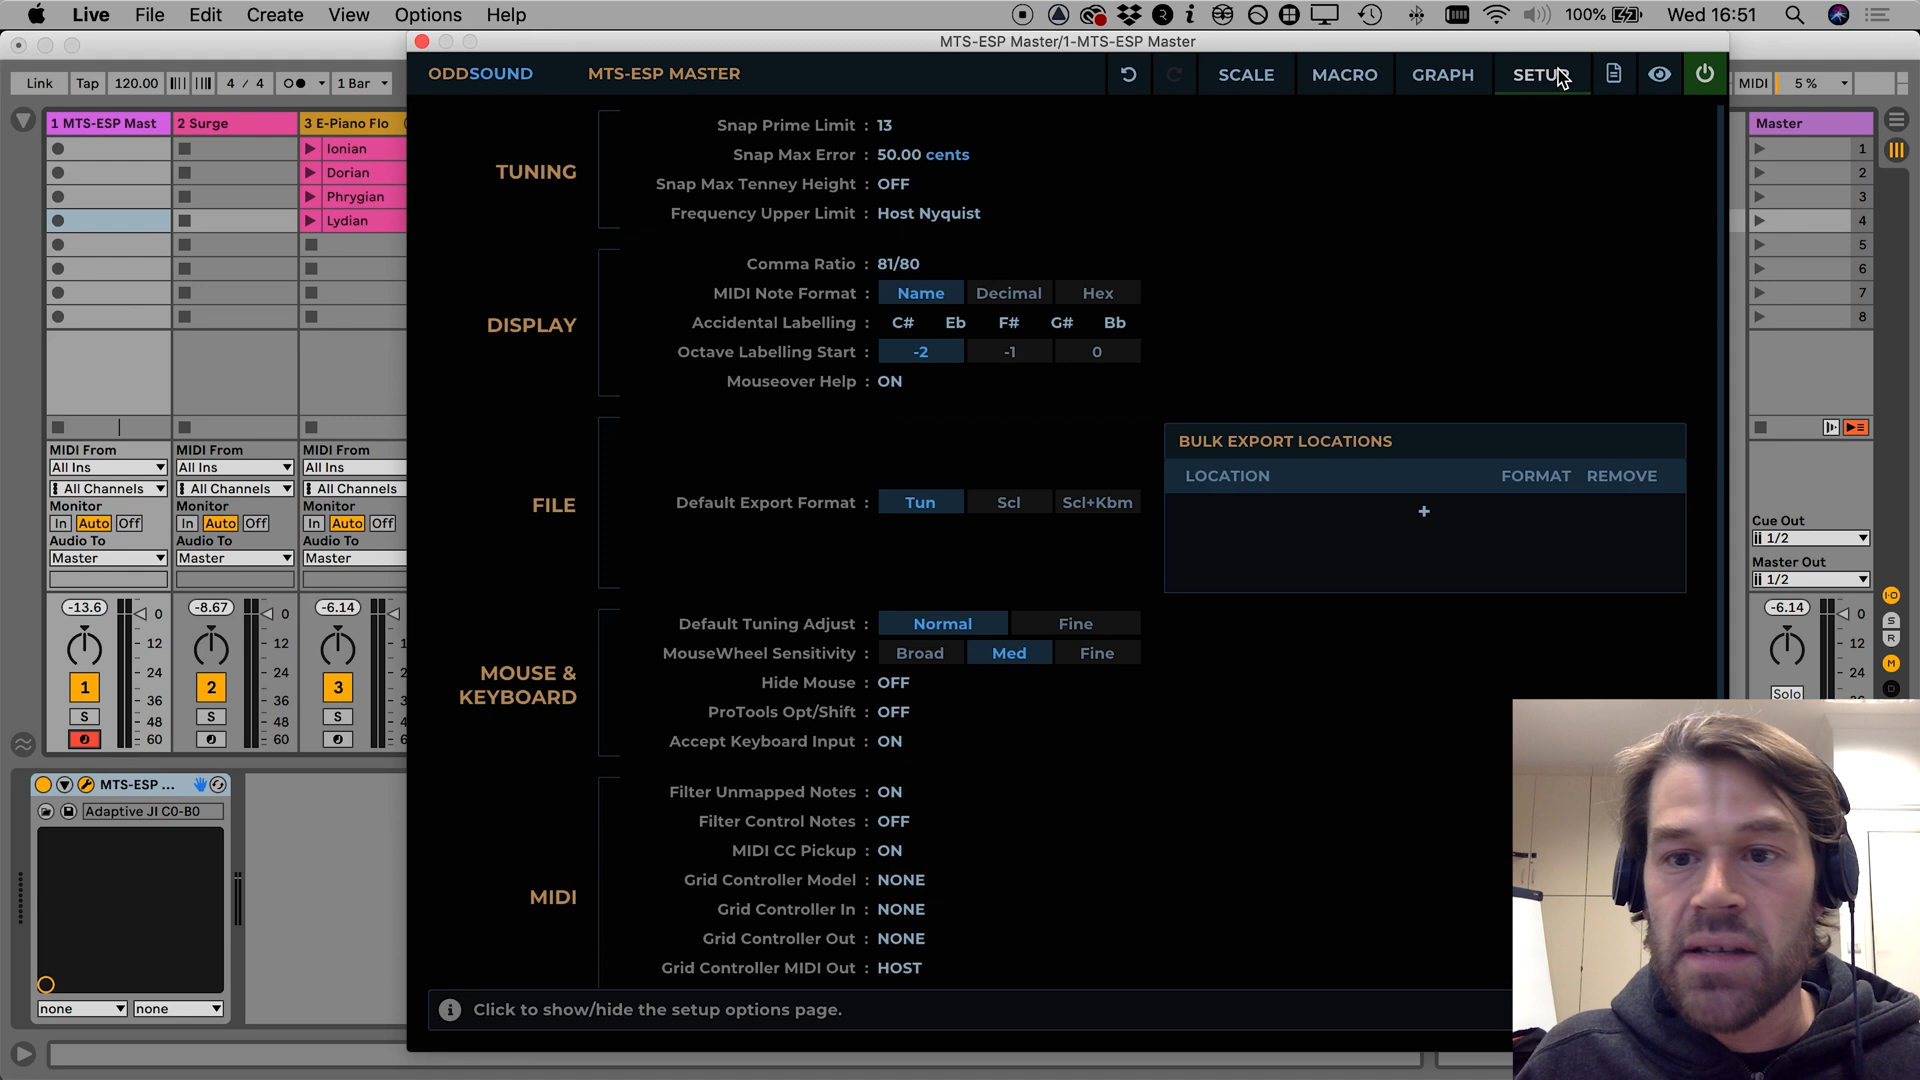 Live File Edit Create View Options Help 100% Wed 16:51
MTS-ESP Master/1-MTS-ESP Master
Link Tap 120.00 4 / 4 1 Bar
ODDSOUND MTS-ESP MASTER SCALE MACRO GRAPH SETUP
MIDI 5 %
1 MTS-ESP Mast 2 Surge 3 E-Piano Flo Master
Ionian 1
Dorian 2
Phrygian 3
Lydian 4
5
6
7
8
TUNING
Snap Prime Limit : 13
Snap Max Error : 50.00 cents
Snap Max Tenney Height : OFF
Frequency Upper Limit : Host Nyquist
DISPLAY
Comma Ratio : 81/80
MIDI Note Format : Name Decimal Hex
Accidental Labelling : C# Eb F# G# Bb
Octave Labelling Start : -2 -1 0
Mouseover Help : ON
FILE
Default Export Format : Tun Scl Scl+Kbm
BULK EXPORT LOCATIONS
LOCATION FORMAT REMOVE
+
MOUSE & KEYBOARD
Default Tuning Adjust : Normal Fine
MouseWheel Sensitivity : Broad Med Fine
Hide Mouse : OFF
ProTools Opt/Shift : OFF
Accept Keyboard Input : ON
MIDI
Filter Unmapped Notes : ON
Filter Control Notes : OFF
MIDI CC Pickup : ON
Grid Controller Model : NONE
Grid Controller In : NONE
Grid Controller Out : NONE
Grid Controller MIDI Out : HOST
Click to show/hide the setup options page.
MIDI From MIDI From MIDI From
All Ins All Ins All Ins
All Channels All Channels All Channels
Monitor Monitor Monitor
In Auto Off In Auto Off In Auto Off
Audio To Audio To Audio To
Master Master Master
Cue Out
1/2
Master Out
1/2
-13.6 0 -8.67 0 -6.14 -6.14 0
12 12 12
24 24 24
1 36 2 36 3
S 48 S 48 S
60 60
Solo
S
R
M
D
MTS-ESP ...
Adaptive JI C0-B0
none none